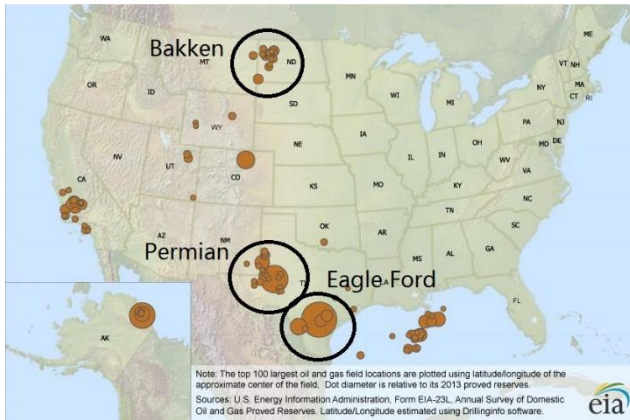 WA
ME
MT
Bakken
ND
MN
VT
NH
OR
ID
SD
WI
NY
MA
CT
RI
WY
MI
IA
PA
NJ
NE
OH
NV
UT
IL
IN
MD
DE
CO
WV
VA
CA
KS
MO
KY
NC
TN
AZ
NM
OK
AR
SC
Permian
MS
AL
GA
Eagle Ford
LA
FL
AK
Note: The top 100 largest oil and gas field locations are plotted using latitude/longitude of the
approximate center of the field. Dot diameter is relative to its 2013 proved reserves.
Sources: U.S. Energy Information Administration, Form EIA-23L, Annual Survey of Domestic
Oil and Gas Proved Reserves. Latitude/Longitude estimated using Drillinginfo software.
eia